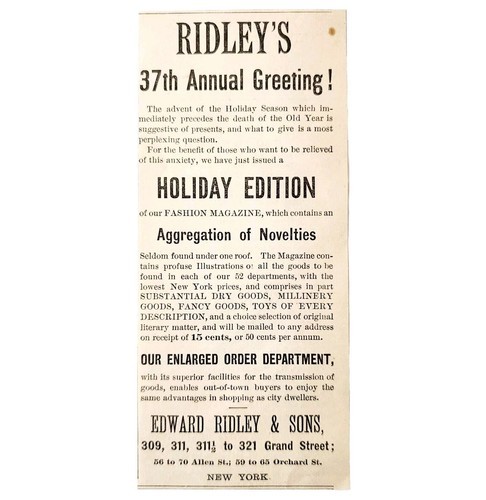 RIDLEY'S
37th Annual Greeting!
The advent of the Holiday Season which im-
mediately precedes the death of the Old Year is
suggestive of presents, and what to give is a most
perplexing question.
For the benefit of those who want to be relieved
of this anxiety, we have just issued a
HOLIDAY EDITION
of our FASHION MAGAZINE, which contains an
Aggregation of Novelties
Seldom found under one roof. The Magazine con-
tains profuse Illustrations of all the goods to be
found in each of our 52 departments, with the
lowest New York prices, and comprises in part
SUBSTANTIAL DRY GOODS, MILLINERY
GOODS, FANCY GOODS, TOYS OF EVERY
DESCRIPTION, and a choice selection of original
literary matter, and will be mailed to any address
on receipt of 15 cents, or 50 cents per annum.
OUR ENLARGED ORDER DEPARTMENT,
with its superior facilities for the transmission of
goods, enables out-of-town buyers to enjoy the
same advantages in shopping as city dwellers.
EDWARD RIDLEY & SONS,
309, 311, 311½ to 321 Grand Street;
56 to 70 Allen St.; 59 to 65 Orchard St.
NEW YORK